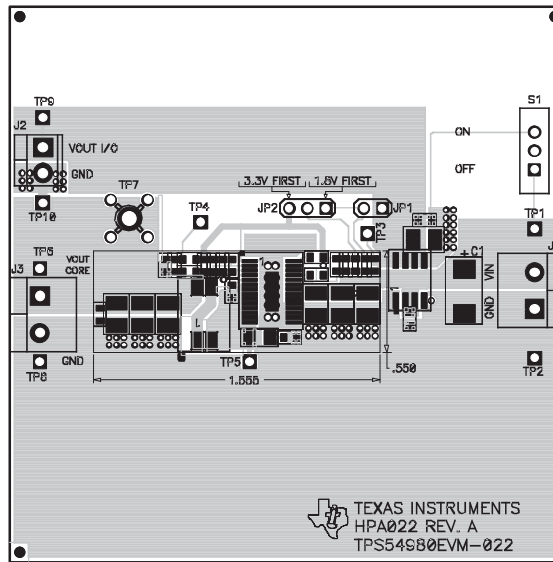 TP9
S1
J2
VOUT I/O
ON
GND
OFF
3.3V FIRST
1.8V FIRST
TP7
TP4
JP2
JP1
TP10
TP1
TP3
TP6
J3
VOUT
CORE
1
+ C1
VIN
GND
J
1
GND
TP8
TP5
TP2
.550
1.555
TEXAS INSTRUMENTS
HPA022 REV. A
TPS54980EVM-022